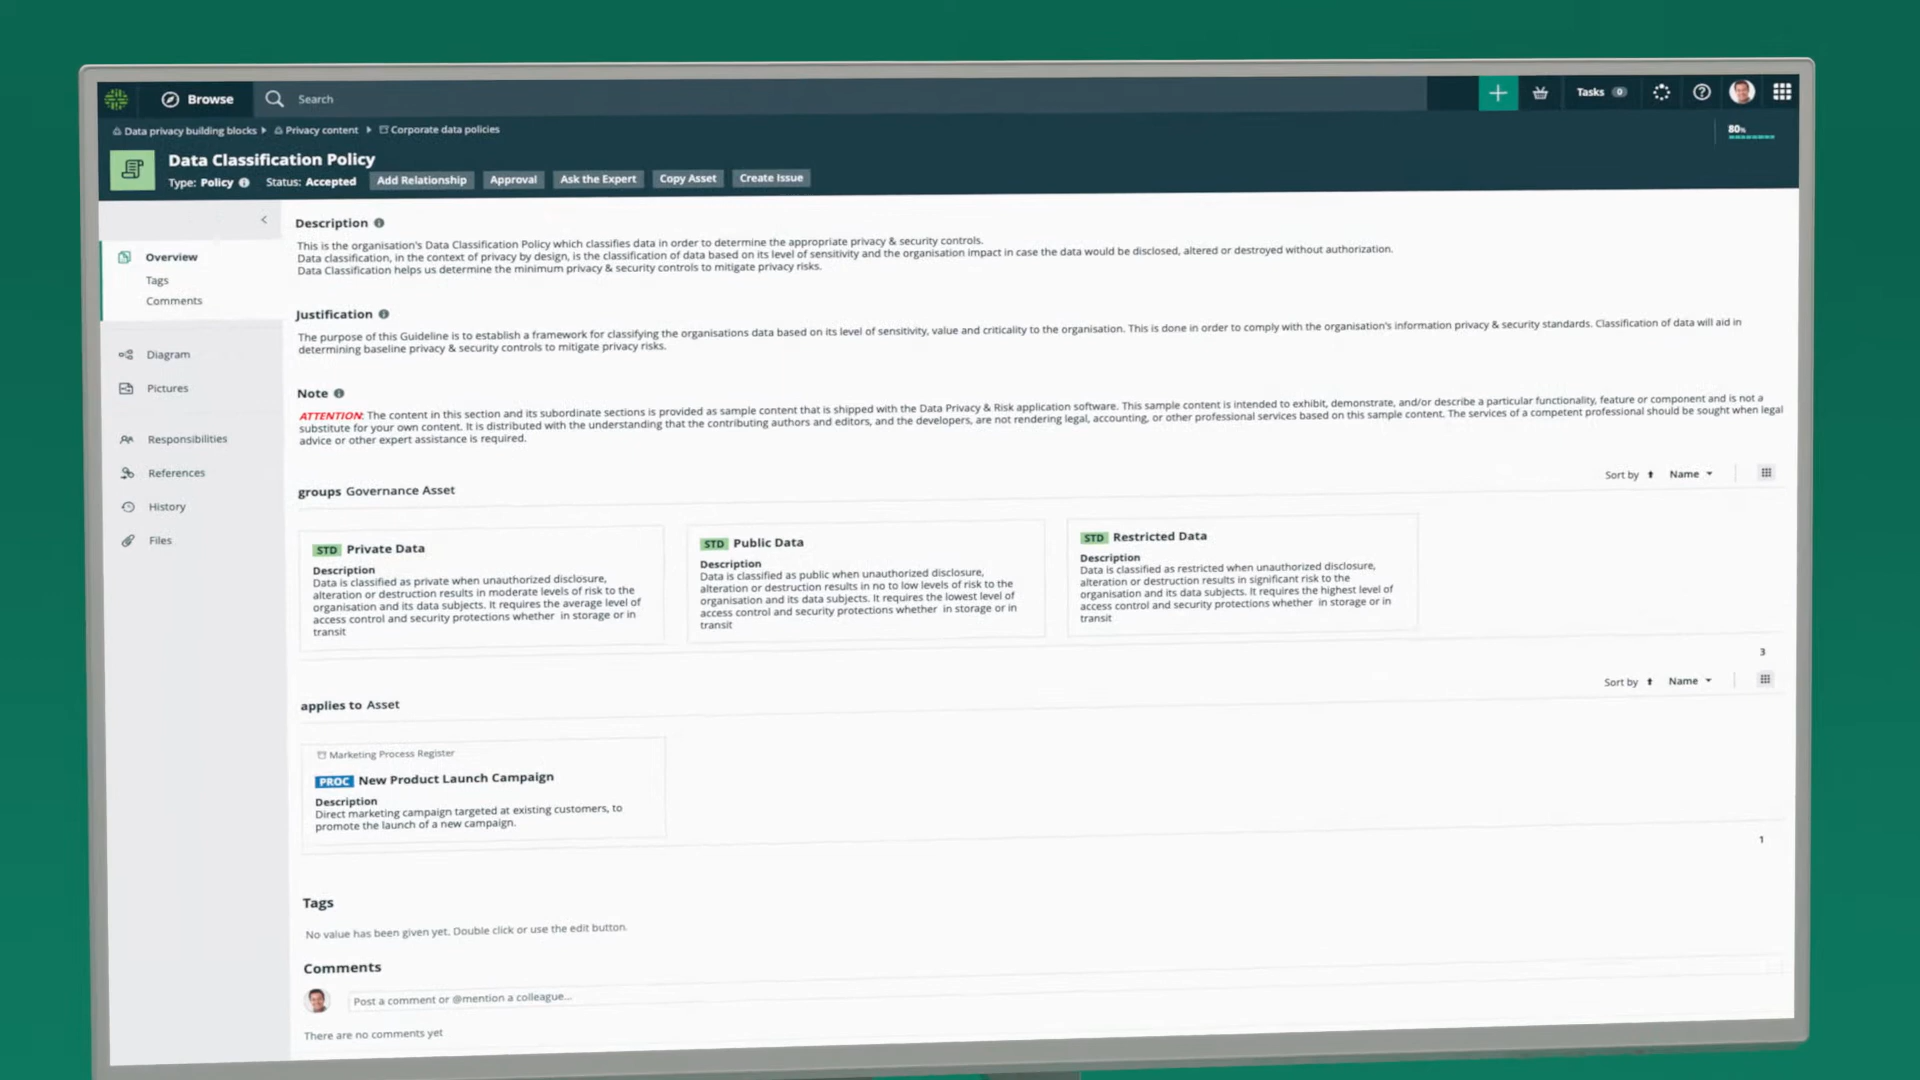 Browse
Search
Tasks 0
Data privacy building blocks
Privacy content
Corporate data policies
80%
Data Classification Policy
Type: Policy
Status: Accepted
Add Relationship
Approval
Ask the Expert
Copy Asset
Create Issue
Overview
Tags
Comments
Diagram
Pictures
Responsibilities
References
History
Files
Description
This is the organisation's Data Classification Policy which classifies data in order to determine the appropriate privacy & security controls.
Data classification, in the context of privacy by design, is the classification of data based on its level of sensitivity and the organisation impact in case the data would be disclosed, altered or destroyed without authorization.
Data Classification helps us determine the minimum privacy & security controls to mitigate privacy risks.
Justification
The purpose of this Guideline is to establish a framework for classifying the organisations data based on its level of sensitivity, value and criticality to the organisation. This is done in order to comply with the organisation's information privacy & security standards. Classification of data will aid in
determining baseline privacy & security controls to mitigate privacy risks.
Note
ATTENTION: The content in this section and its subordinate sections is provided as sample content that is shipped with the Data Privacy & Risk application software. This sample content is intended to exhibit, demonstrate, and/or describe a particular functionality, feature or component and is not a
substitute for your own content. It is distributed with the understanding that the contributing authors and editors, and the developers, are not rendering legal, accounting, or other professional services based on this sample content. The services of a competent professional should be sought when legal
advice or other expert assistance is required.
Sort by Name
groups Governance Asset
STD Private Data
Description
Data is classified as private when unauthorized disclosure,
alteration or destruction results in moderate levels of risk to the
organisation and its data subjects. It requires the average level of
access control and security protections whether in storage or in
transit
STD Public Data
Description
Data is classified as public when unauthorized disclosure,
alteration or destruction results in no to low levels of risk to the
organisation and its data subjects. It requires the lowest level of
access control and security protections whether in storage or in
transit
STD Restricted Data
Description
Data is classified as restricted when unauthorized disclosure,
alteration or destruction results in significant risk to the
organisation and its data subjects. It requires the highest level of
access control and security protections whether in storage or in
transit
3
Sort by Name
applies to Asset
Marketing Process Register
PROC New Product Launch Campaign
Description
Direct marketing campaign targeted at existing customers, to
promote the launch of a new campaign.
1
Tags
No value has been given yet. Double click or use the edit button.
Comments
Post a comment or @mention a colleague...
There are no comments yet